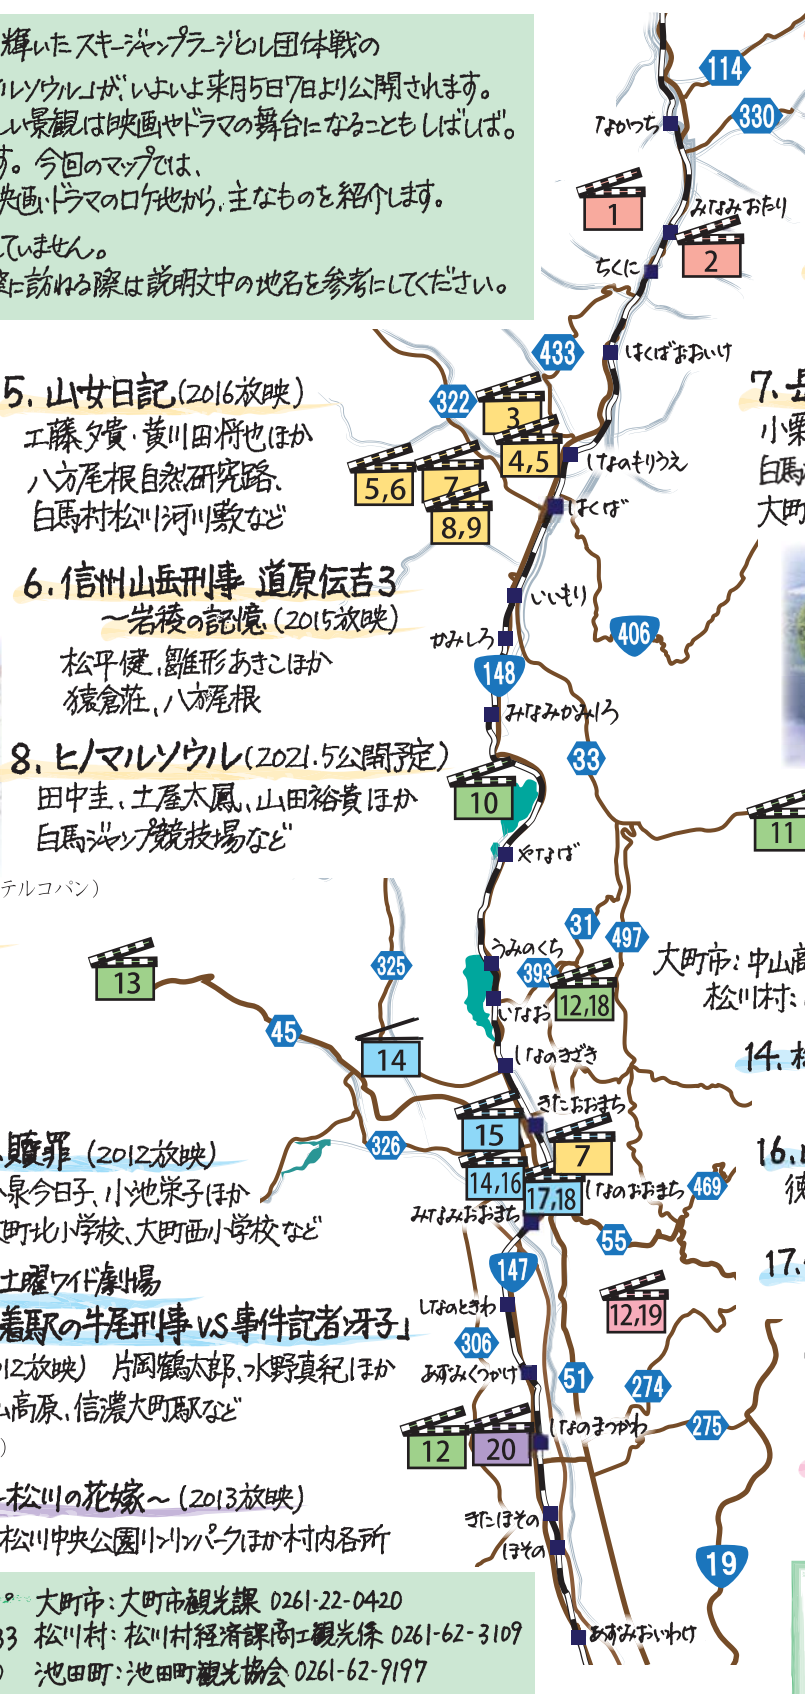 輝いたスキージャンプラージヒル団体戦の
ルソウル」が、いよいよ来月5日7日より公開されます。
しい景観は映画やドラマの舞台になることもしばしば。
す。今回のマップでは、
映画・ドラマのロケ地から、主なものを紹介します。
ていません。
際に訪ねる際は説明文中の地名を参考にしてください。
114
330
なかつち
1
みなみおたり
2
ちくに
はくばおおいけ
433
322
3
4,5
しなのもりうえ
5,6
7
8,9
はくば
いいもり
406
かみしろ
148
みなみかみしろ
33
10
やなば
11
5. 山女日記(2016放映)
工藤夕貴・黄川田将也ほか
八方尾根自然研究路、
白馬村松川河川敷など
6. 信州山岳刑事 道原伝吉3
〜岩稜の記憶(2015放映)
松平健、雛形あきこほか
猿倉荘、八方尾根
8. ヒノマルソウル(2021.5公開予定)
田中圭、土屋太鳳、山田裕貴ほか
白馬ジャンプ競技場など
テルコパン)
7.
小栗
白馬
大町
31
497
うみのくち
325
393
12,18
いなお
13
45
14
しなのきざき
きたおおまち
15
7
326
14,16
17,18
しなのおおまち
469
みなみおおまち
55
147
しなのときわ
12,19
306
あずみくつかけ
51
274
しなのまつがわ
275
12
20
きたほその
ほその
19
あずみおいわけ
大町市:中山高
松川村:
14. 松
16.
17.
贖罪(2012放映)
小泉今日子、小池栄子ほか
大町北小学校、大町西小学校など
土曜ワイド劇場
終着駅の牛尾刑事VS事件記者冴子」
012放映) 片岡鶴太郎、水野真紀ほか
山高原、信濃大町駅など
)
松川の花嫁〜(2013放映)
松川中央公園リンリンパークほか村内各所
大町市:大町市観光課 0261-22-0420
33 松川村:松川村経済課商工観光係 0261-62-3109
池田町:池田町観光協会 0261-62-9197